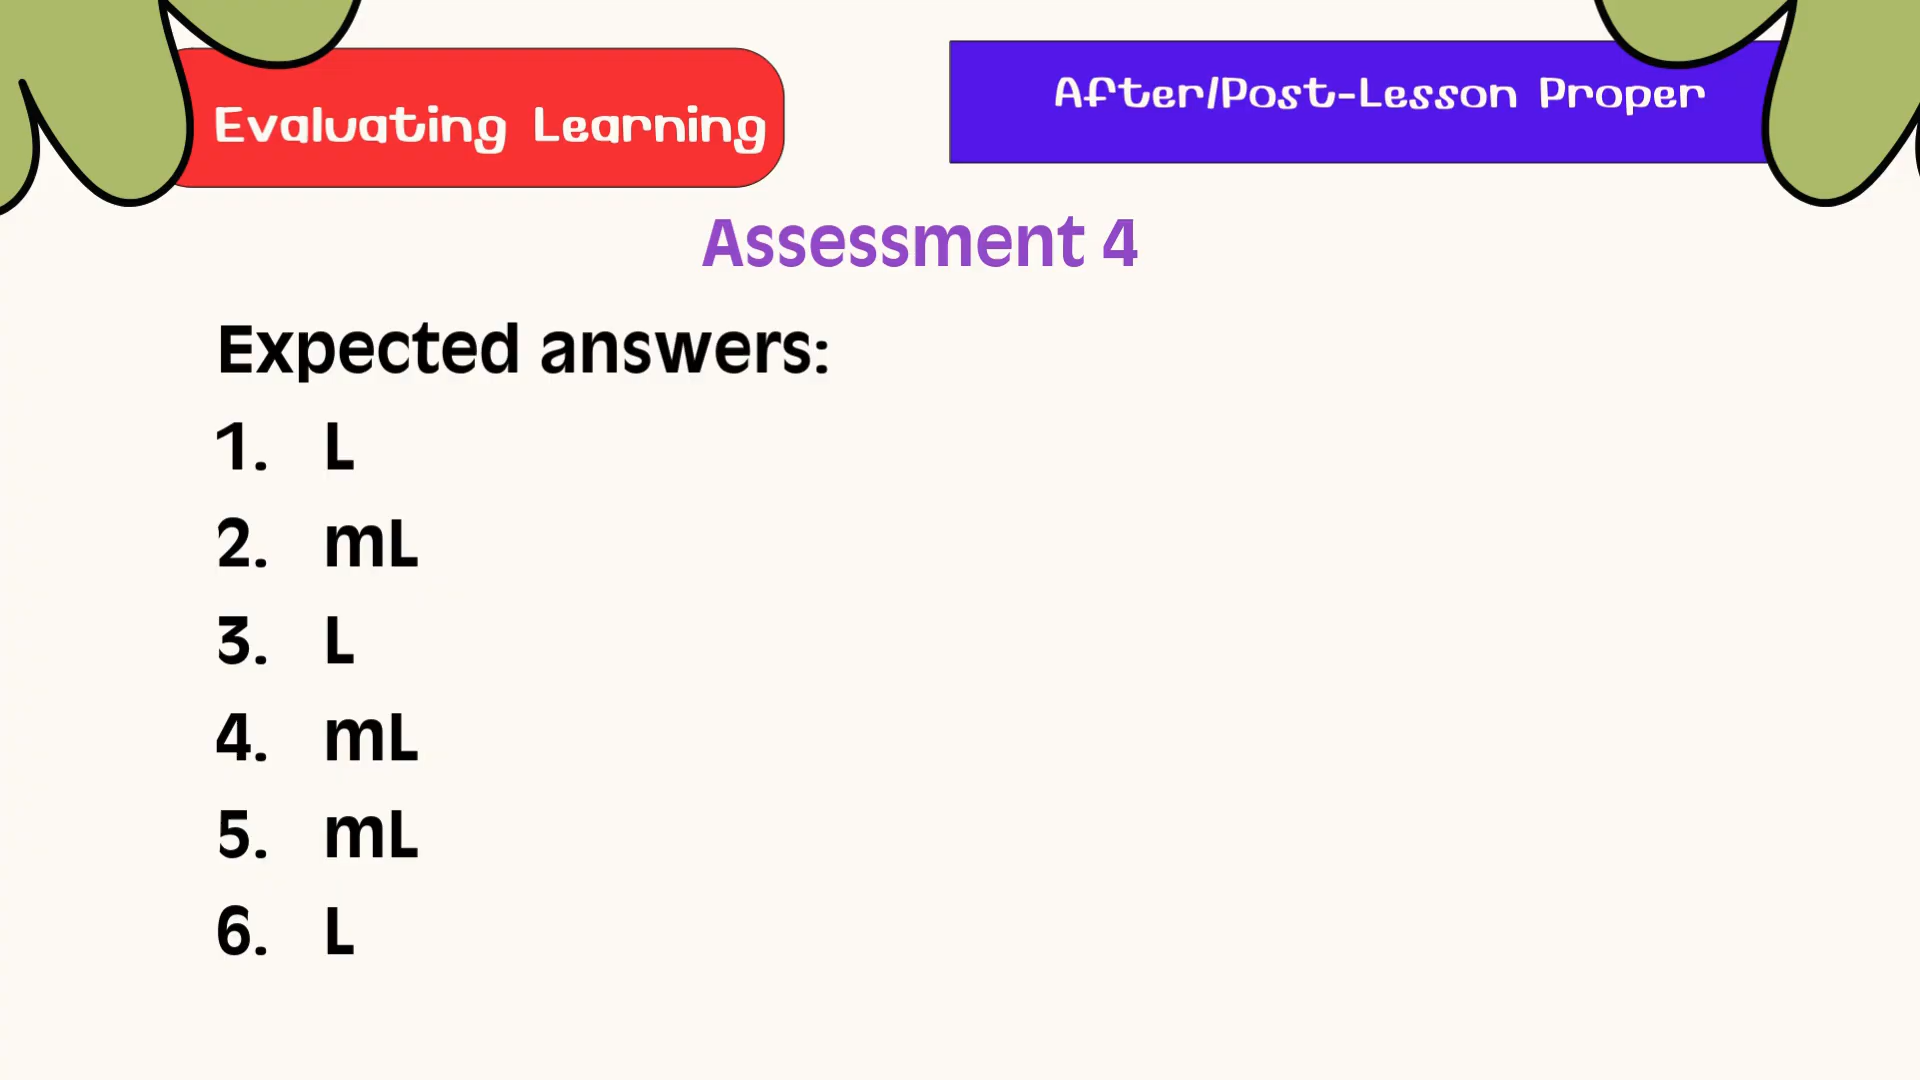 Evaluating Learning
After/Post-Lesson Proper
Assessment 4
Expected answers:
1. L
2. mL
3. L
4. mL
5. mL
6. L